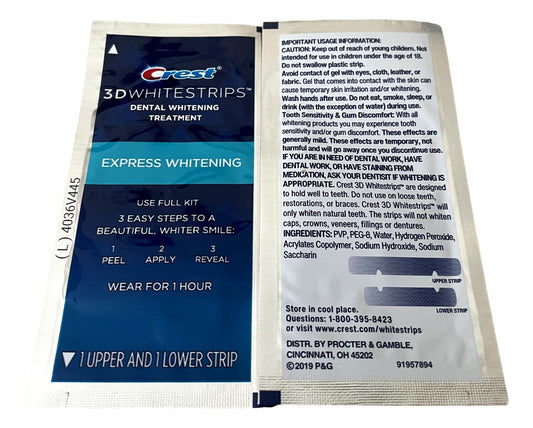 Crest®
3DWHITESTRIPS™
DENTAL WHITENING
TREATMENT
EXPRESS WHITENING
USE FULL KIT
3 EASY STEPS TO A
BEAUTIFUL, WHITER SMILE:
1 2 3
PEEL APPLY REVEAL
WEAR FOR 1 HOUR
1 UPPER AND 1 LOWER STRIP
(L) 4036V445
IMPORTANT USAGE INFORMATION:
CAUTION: Keep out of reach of young childern. Not
intended for use in children under the age of 18.
Do not swallow plastic strip.
Avoid contact of gel with eyes, cloth, leather, or
fabric. Gel that comes into contact with the skin can
cause temporary skin irritation and/or whitening.
Wash hands after use. Do not eat, smoke, sleep, or
drink (with the exception of water) during use.
Tooth Sensitivity & Gum Discomfort: With all
whitening products you may experience tooth
sensitivity and/or gum discomfort. These effects are
generally mild. These effects are temporary, not
harmful and will go away once you discontinue use.
IF YOU ARE IN NEED OF DENTAL WORK, HAVE
DENTAL WORK, OR HAVE STAINING FROM
MEDICATION, ASK YOUR DENTSIT IF WHITENING IS
APPROPRIATE. Crest 3D Whitestrips™ are designed
to hold well to teeth. Do not use on loose teeth,
restorations, or braces. Crest 3D Whitestrips™ will
only whiten natural teeth. The strips will not whiten
caps, crowns, veneers, fillings or dentures.
INGREDIENTS: PVP, PEG-8, Water, Hydrogen Peroxide,
Acrylates Copolymer, Sodium Hydroxide, Sodium
Saccharin
UPPER STRIP
LOWER STRIP
Store in cool place.
Questions: 1-800-395-8423
or visit www.crest.com/whitestrips
DISTR. BY PROCTER & GAMBLE,
CINCINNATI, OH 45202
©2019 P&G 91957894